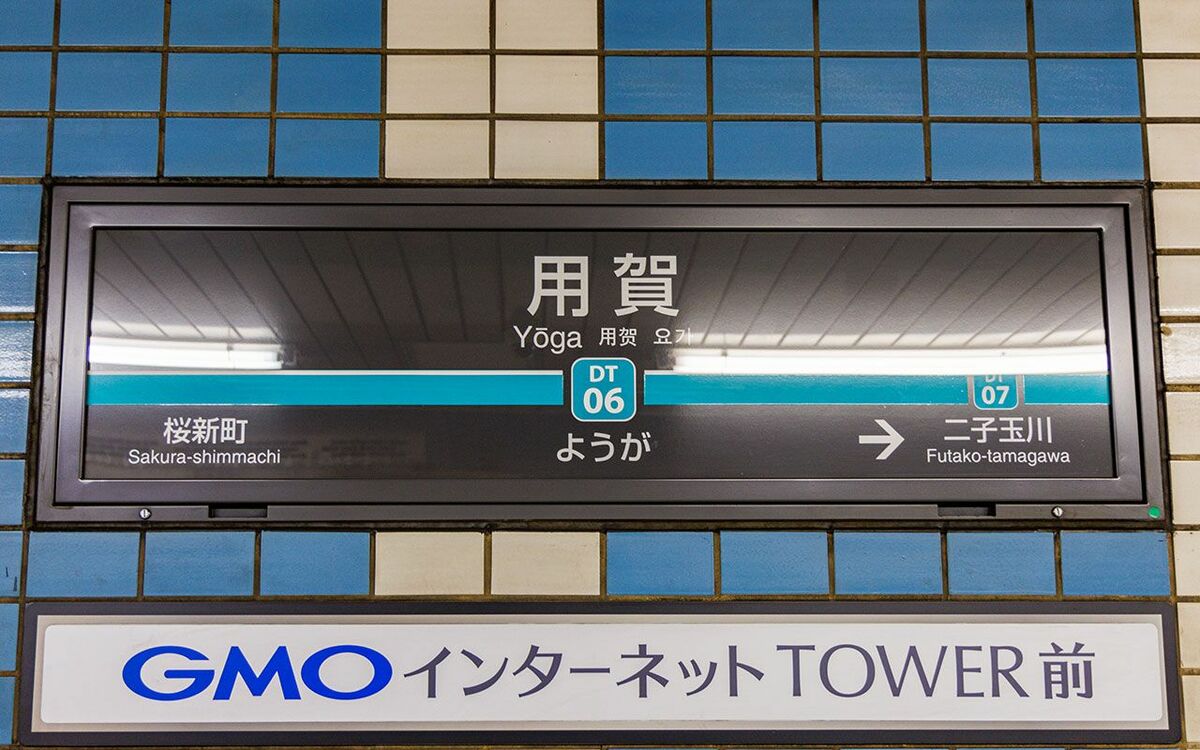 用賀
Yōga 用贺 요가
DT
06
DT
07
桜新町
Sakura-shimmachi
ようが
→ 二子玉川
Futako-tamagawa
GMOインターネットTOWER前